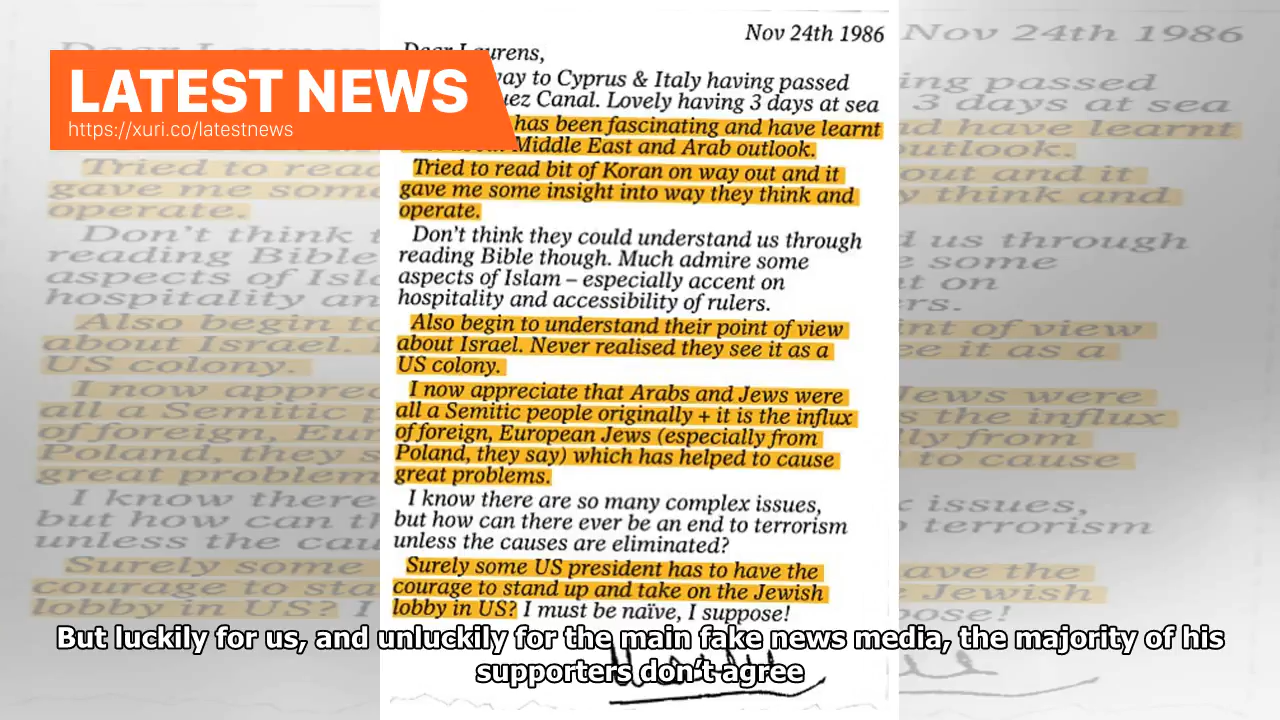 Nov 24th 1986
Dear Laurens,
LATEST NEWS
https://xuri.co/latestnews
way to Cyprus & Italy having passed
uez Canal. Lovely having 3 days at sea
has been fascinating and have learnt
Middle East and Arab outlook.
Tried to read bit of Koran on way out and it
gave me some insight into way they think and
operate.
Don't think they could understand us through
reading Bible though. Much admire some
aspects of Islam – especially accent on
hospitality and accessibility of rulers.
Also begin to understand their point of view
about Israel. Never realised they see it as a
US colony.
I now appreciate that Arabs and Jews were
all a Semitic people originally + it is the influx
of foreign, European Jews (especially from
Poland, they say) which has helped to cause
great problems.
I know there are so many complex issues,
but how can there ever be an end to terrorism
unless the causes are eliminated?
Surely some US president has to have the
courage to stand up and take on the Jewish
lobby in US? I must be naïve, I suppose!
But luckily for us, and unluckily for the main fake news media, the majority of his
supporters don't agree